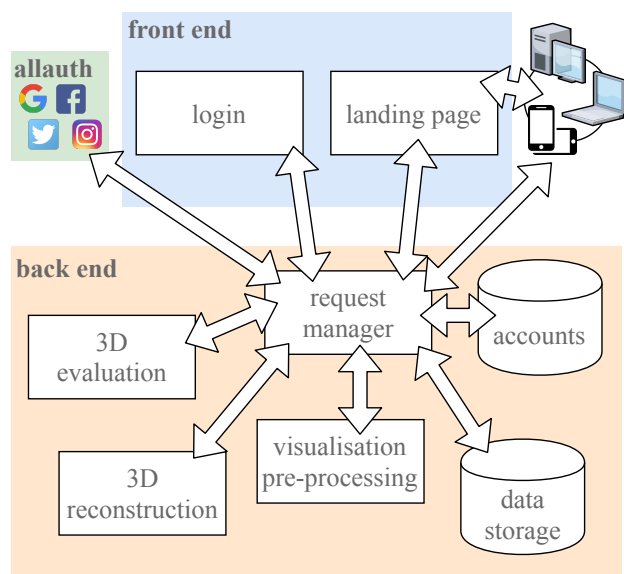 front end
allauth
login
landing page
back end
request
manager
accounts
3D
evaluation
visualisation
pre-processing
3D
reconstruction
data
storage